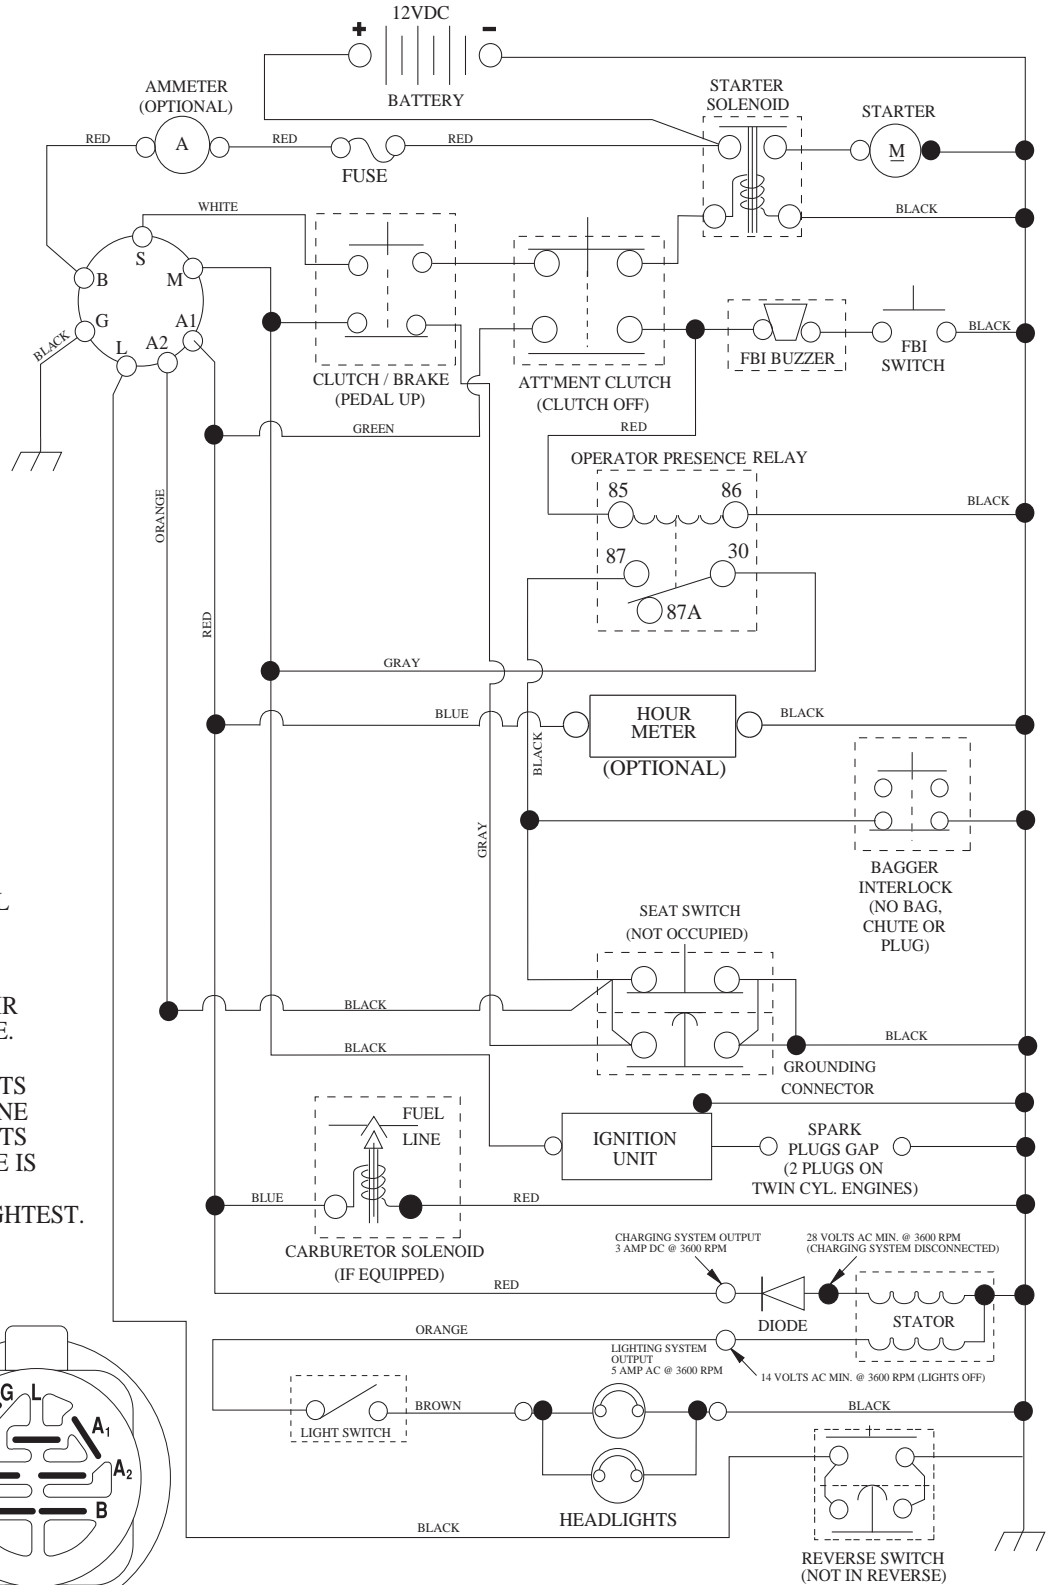 12VDC
+
-
BATTERY
AMMETER
(OPTIONAL)
RED
A
RED
FUSE
RED
STARTER
SOLENOID
STARTER
M
BLACK
WHITE
S
B
M
G
A1
A2
L
BLACK
CLUTCH / BRAKE
(PEDAL UP)
ATT'MENT CLUTCH
(CLUTCH OFF)
FBI BUZZER
FBI
SWITCH
BLACK
GREEN
RED
OPERATOR PRESENCE RELAY
85
86
BLACK
87
30
87A
ORANGE
RED
GRAY
BLUE
HOUR
METER
(OPTIONAL)
BLACK
BLACK
GRAY
BAGGER
INTERLOCK
(NO BAG,
CHUTE OR
PLUG)
SEAT SWITCH
(NOT OCCUPIED)
BLACK
BLACK
BLACK
GROUNDING
CONNECTOR
L
IR
E.
TS
NE
TS
E IS
GHTEST.
FUEL
LINE
IGNITION
UNIT
SPARK
PLUGS GAP
(2 PLUGS ON
TWIN CYL. ENGINES)
BLUE
RED
CARBURETOR SOLENOID
(IF EQUIPPED)
CHARGING SYSTEM OUTPUT
3 AMP DC @ 3600 RPM
28 VOLTS AC MIN. @ 3600 RPM
(CHARGING SYSTEM DISCONNECTED)
RED
DIODE
STATOR
ORANGE
LIGHTING SYSTEM
OUTPUT
5 AMP AC @ 3600 RPM
14 VOLTS AC MIN. @ 3600 RPM (LIGHTS OFF)
LIGHT SWITCH
BROWN
BLACK
HEADLIGHTS
BLACK
REVERSE SWITCH
(NOT IN REVERSE)
G L
A1
A2
B